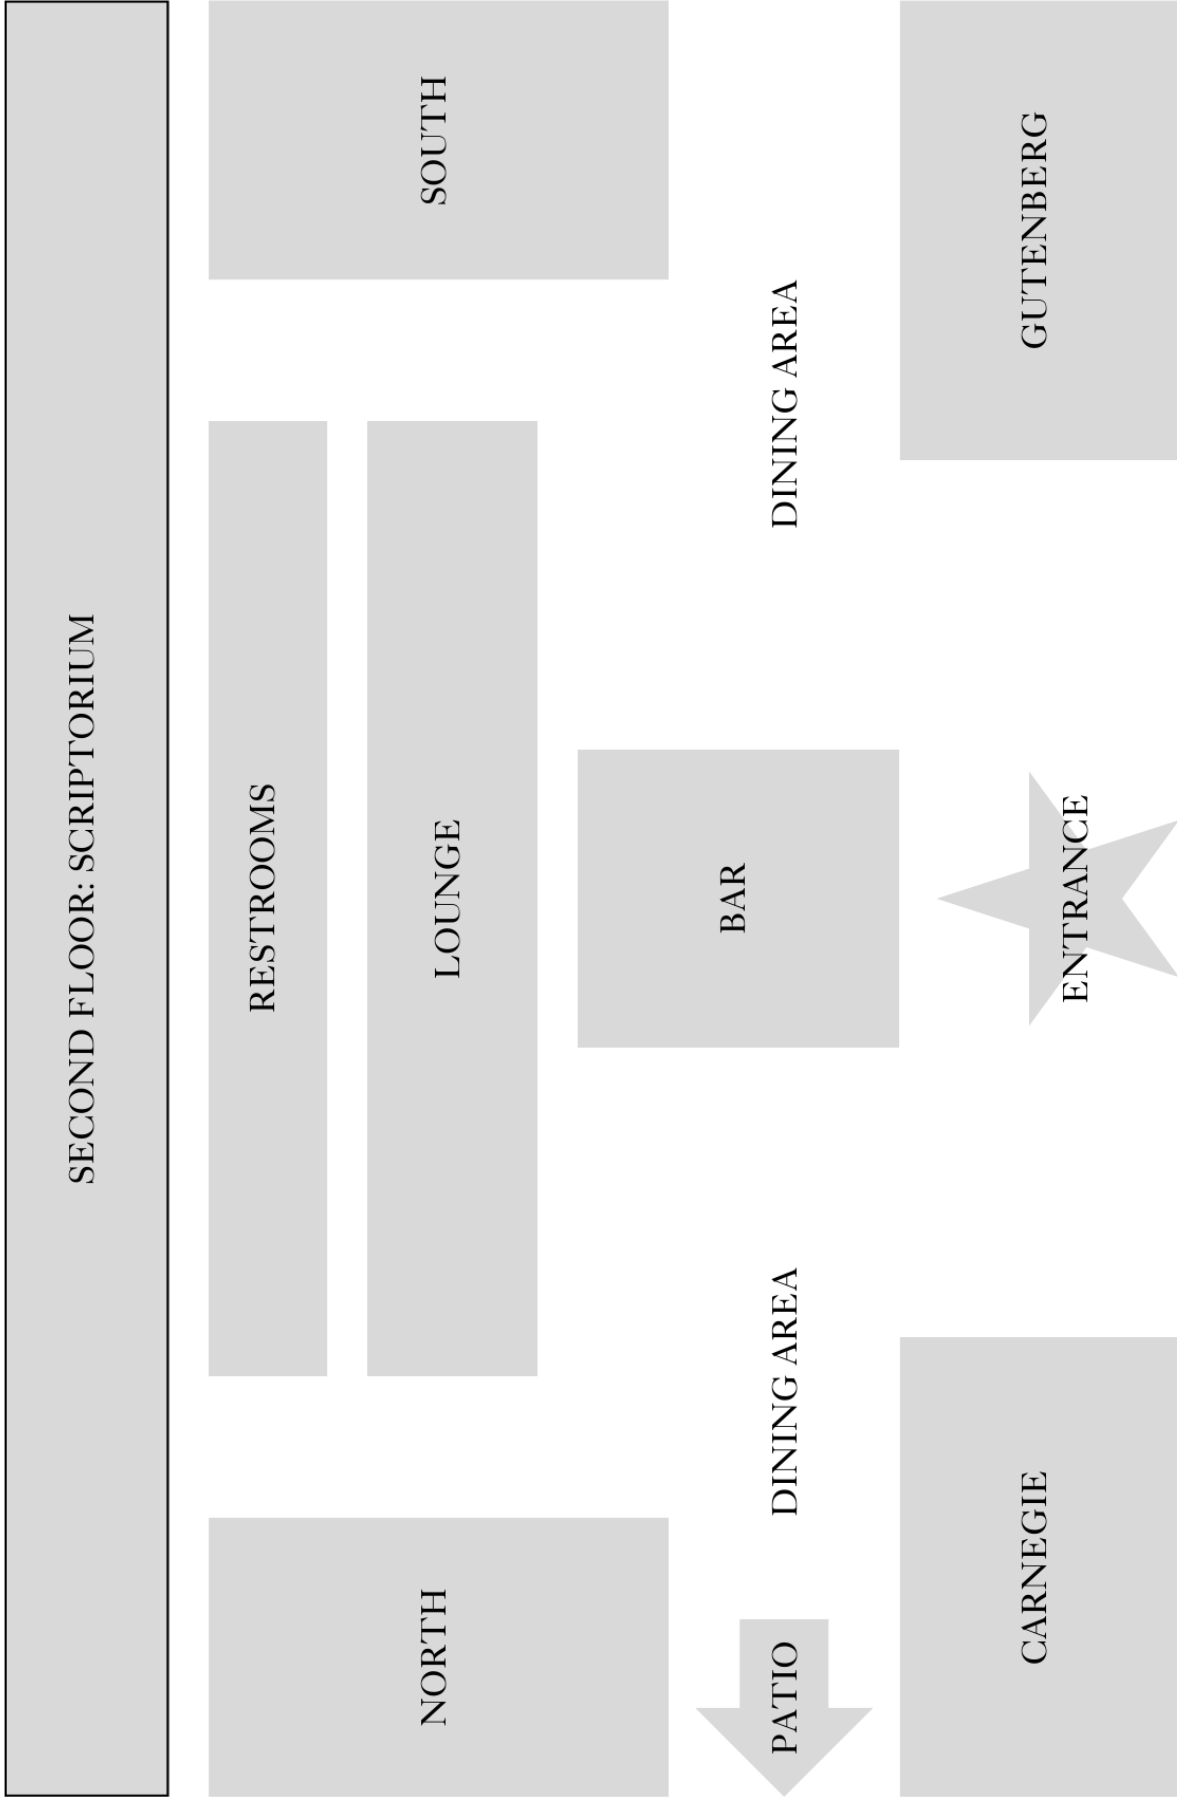 SECOND FLOOR: SCRIPTORIUM
RESTROOMS
NORTH
LOUNGE
SOUTH
BAR
PATIO
DINING AREA
DINING AREA
CARNEGIE
ENTRANCE
GUTENBERG